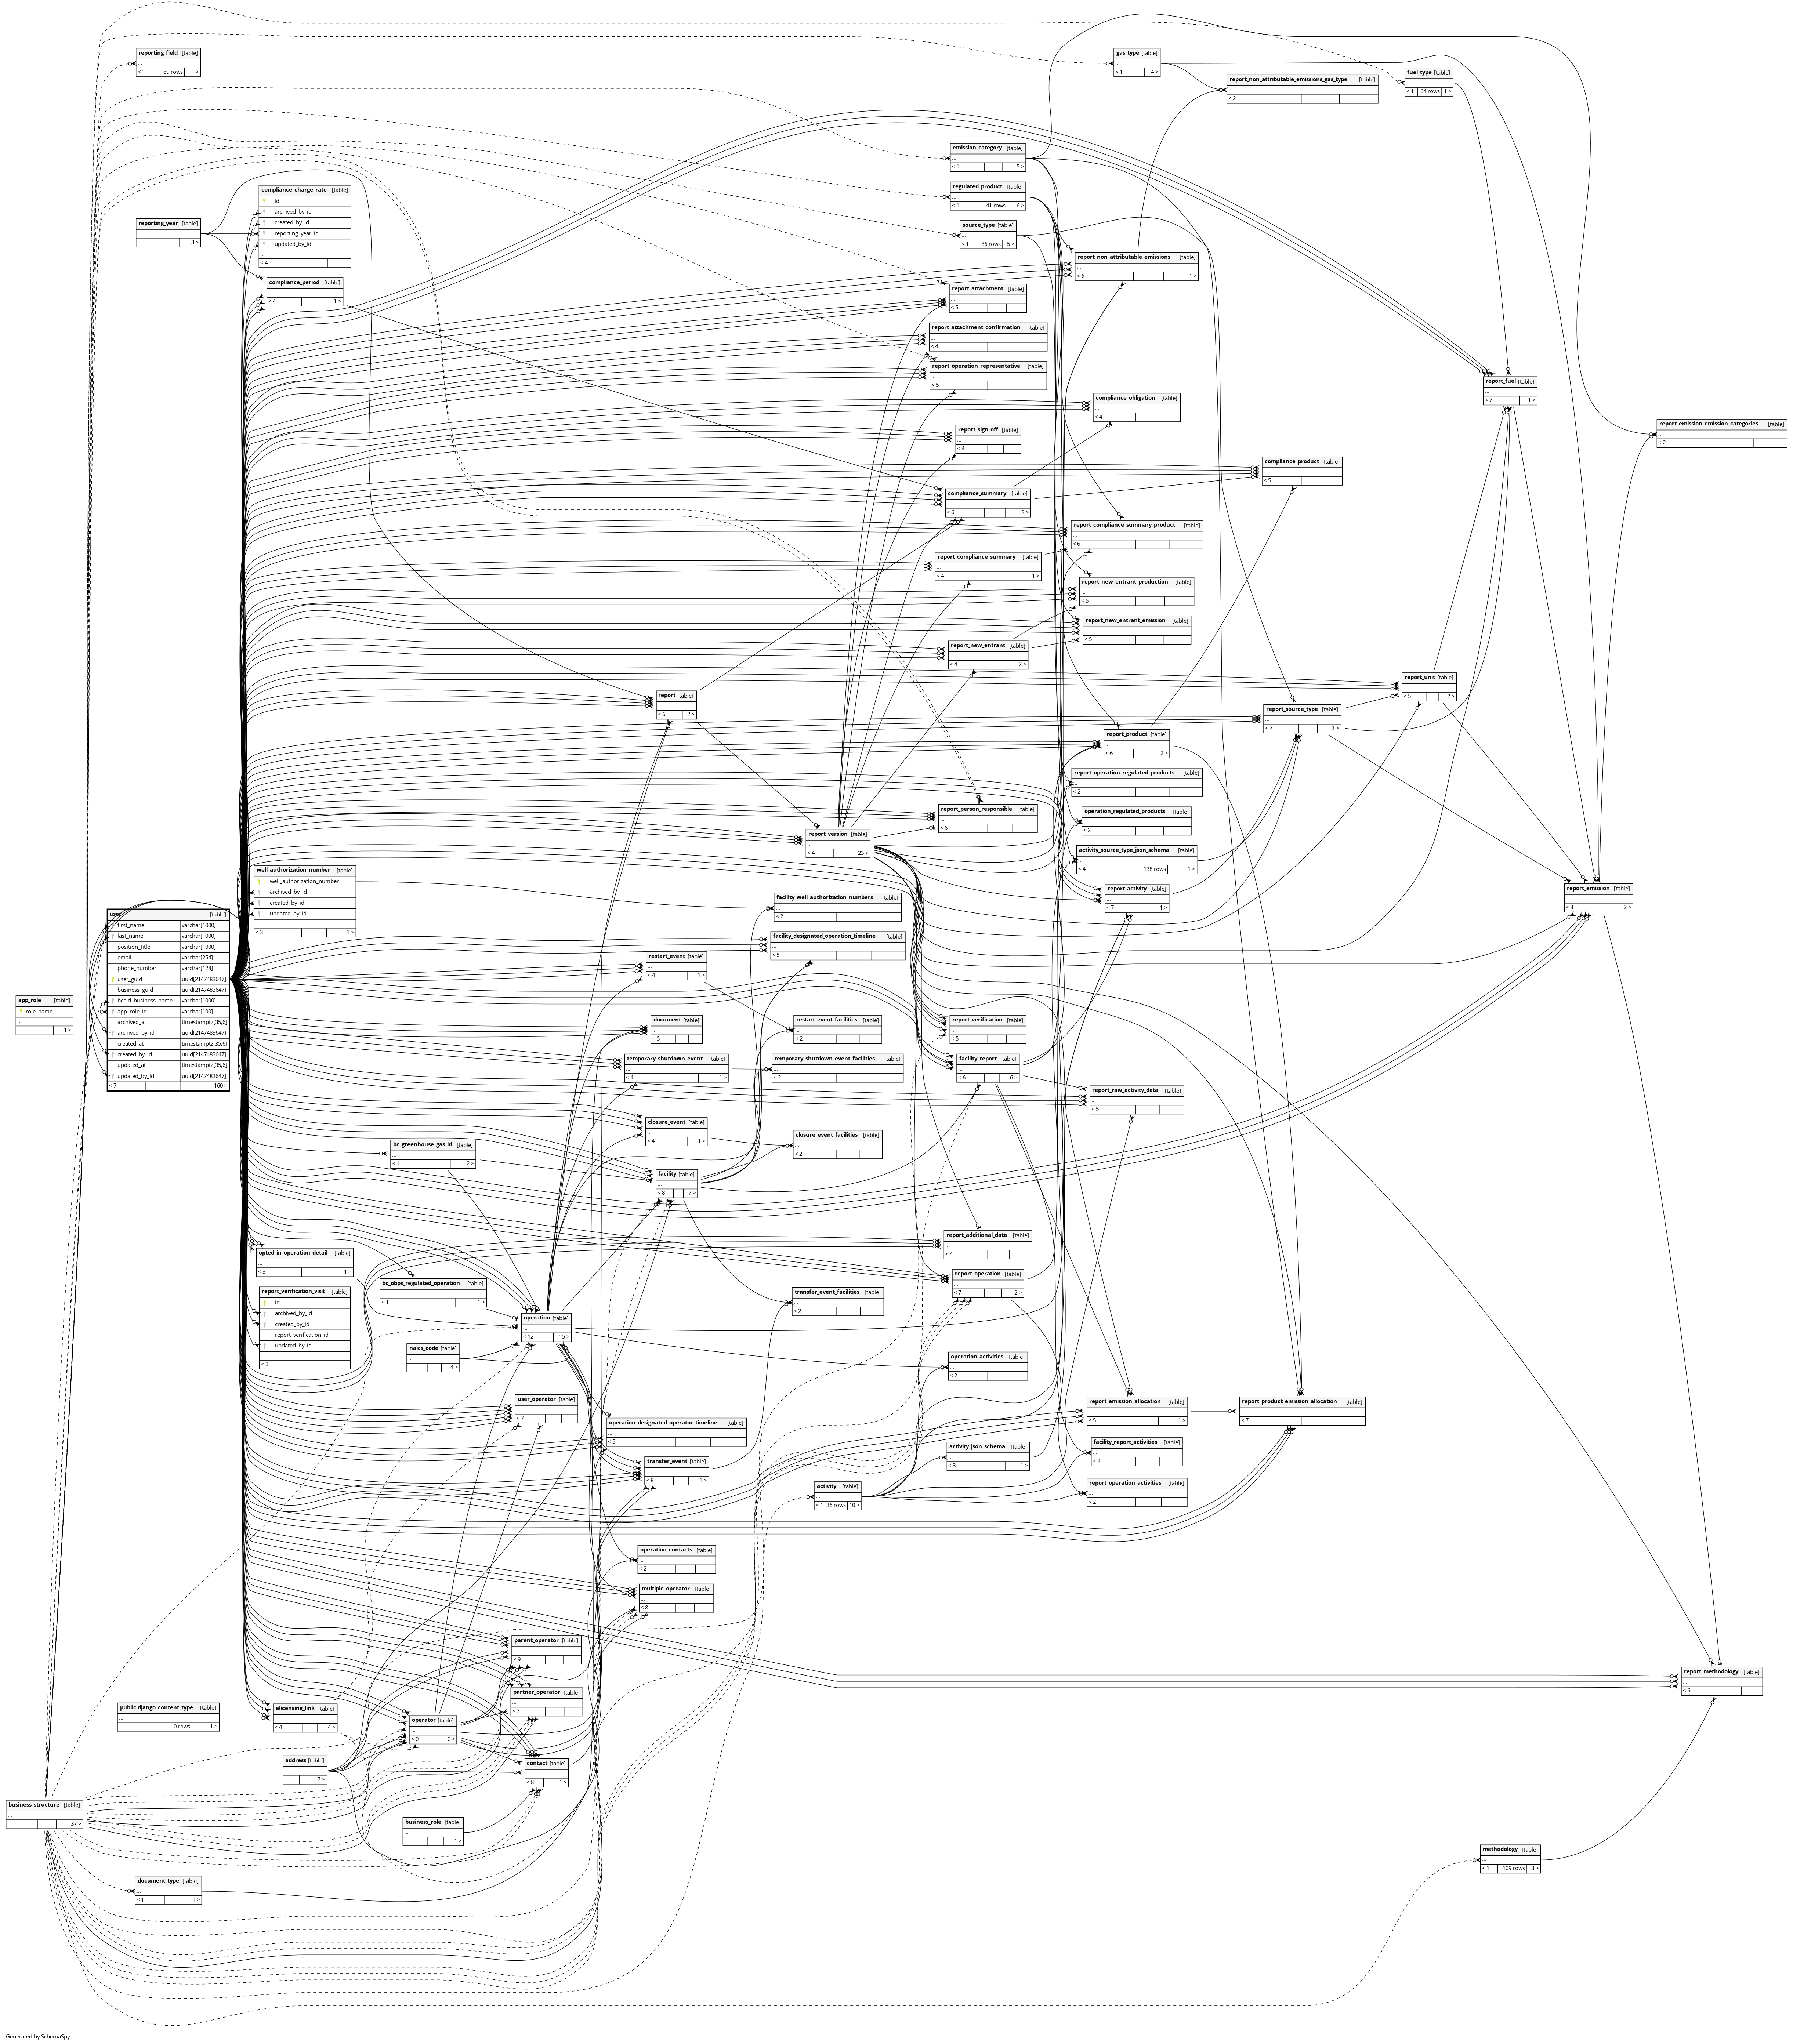 reporting_field [table]
...
< 1 89 rows 1 >
gas_type [table]
...
< 1 4 >
fuel_type [table]
...
< 1 64 rows 1 >
report_non_attributable_emissions_gas_type [table]
...
< 2
emission_category [table]
...
< 1 5 >
regulated_product [table]
...
< 1 41 rows 6 >
compliance_charge_rate [table]
id
archived_by_id
created_by_id
reporting_year_id
updated_by_id
...
< 4
reporting_year [table]
...
3 >
source_type [table]
...
< 1 86 rows 5 >
report_non_attributable_emissions [table]
...
< 6 1 >
compliance_period [table]
...
< 4 1 >
report_attachment [table]
...
< 5
report_attachment_confirmation [table]
...
< 4
report_operation_representative [table]
...
< 5
report_fuel [table]
...
< 7 1 >
compliance_obligation [table]
...
< 4
report_emission_emission_categories [table]
...
< 2
report_sign_off [table]
...
< 4
compliance_product [table]
...
< 5
compliance_summary [table]
...
< 6 2 >
report_compliance_summary_product [table]
...
< 6
report_compliance_summary [table]
...
< 4 1 >
report_new_entrant_production [table]
...
< 5
report_new_entrant_emission [table]
...
< 5
report_new_entrant [table]
...
< 4 2 >
report_unit [table]
...
< 5 2 >
report [table]
...
< 6 2 >
report_source_type [table]
...
< 7 3 >
report_product [table]
...
< 6 2 >
report_operation_regulated_products [table]
...
< 2
report_person_responsible [table]
...
< 6
operation_regulated_products [table]
...
< 2
report_version [table]
...
< 4 23 >
activity_source_type_json_schema [table]
...
< 4 138 rows 1 >
well_authorization_number [table]
well_authorization_number
archived_by_id
created_by_id
updated_by_id
...
< 3 1 >
report_activity [table]
...
< 7 1 >
report_emission [table]
...
< 8 2 >
facility_well_authorization_numbers [table]
...
< 2
user [table]
first_name varchar[1000]
last_name varchar[1000]
position_title varchar[1000]
email varchar[254]
phone_number varchar[128]
user_guid uuid[2147483647]
business_guid uuid[2147483647]
bceid_business_name varchar[1000]
app_role_id varchar[100]
archived_at timestamptz[35,6]
archived_by_id uuid[2147483647]
created_at timestamptz[35,6]
created_by_id uuid[2147483647]
updated_at timestamptz[35,6]
updated_by_id uuid[2147483647]
< 7 160 >
facility_designated_operation_timeline [table]
...
< 5
restart_event [table]
...
< 4 1 >
app_role [table]
role_name
...
1 >
document [table]
...
< 5
restart_event_facilities [table]
...
< 2
report_verification [table]
...
< 5
temporary_shutdown_event [table]
...
< 4 1 >
temporary_shutdown_event_facilities [table]
...
< 2
facility_report [table]
...
< 6 6 >
report_raw_activity_data [table]
...
< 5
closure_event [table]
...
< 4 1 >
closure_event_facilities [table]
...
< 2
bc_greenhouse_gas_id [table]
...
< 1 2 >
facility [table]
...
< 8 7 >
report_additional_data [table]
...
< 4
opted_in_operation_detail [table]
...
< 3 1 >
report_operation [table]
...
< 7 2 >
bc_obps_regulated_operation [table]
...
< 1 1 >
report_verification_visit [table]
id
archived_by_id
created_by_id
report_verification_id
updated_by_id
...
< 3
transfer_event_facilities [table]
...
< 2
operation [table]
...
< 12 15 >
naics_code [table]
...
4 >
operation_activities [table]
...
< 2
user_operator [table]
...
< 7
report_emission_allocation [table]
...
< 5 1 >
report_product_emission_allocation [table]
...
< 7
operation_designated_operator_timeline [table]
...
< 5
activity_json_schema [table]
...
< 3 1 >
facility_report_activities [table]
...
< 2
transfer_event [table]
...
< 8 1 >
activity [table]
...
< 1 36 rows 10 >
report_operation_activities [table]
...
< 2
operation_contacts [table]
...
< 2
multiple_operator [table]
...
< 8
parent_operator [table]
...
< 9
report_methodology [table]
...
< 6
partner_operator [table]
...
< 7
public.django_content_type [table]
...
0 rows 1 >
elicensing_link [table]
...
< 4 4 >
operator [table]
...
< 9 9 >
address [table]
...
7 >
contact [table]
...
< 8 1 >
business_structure [table]
...
37 >
business_role [table]
...
1 >
methodology [table]
...
< 1 109 rows 3 >
document_type [table]
...
< 1 1 >
Generated by SchemaSpy